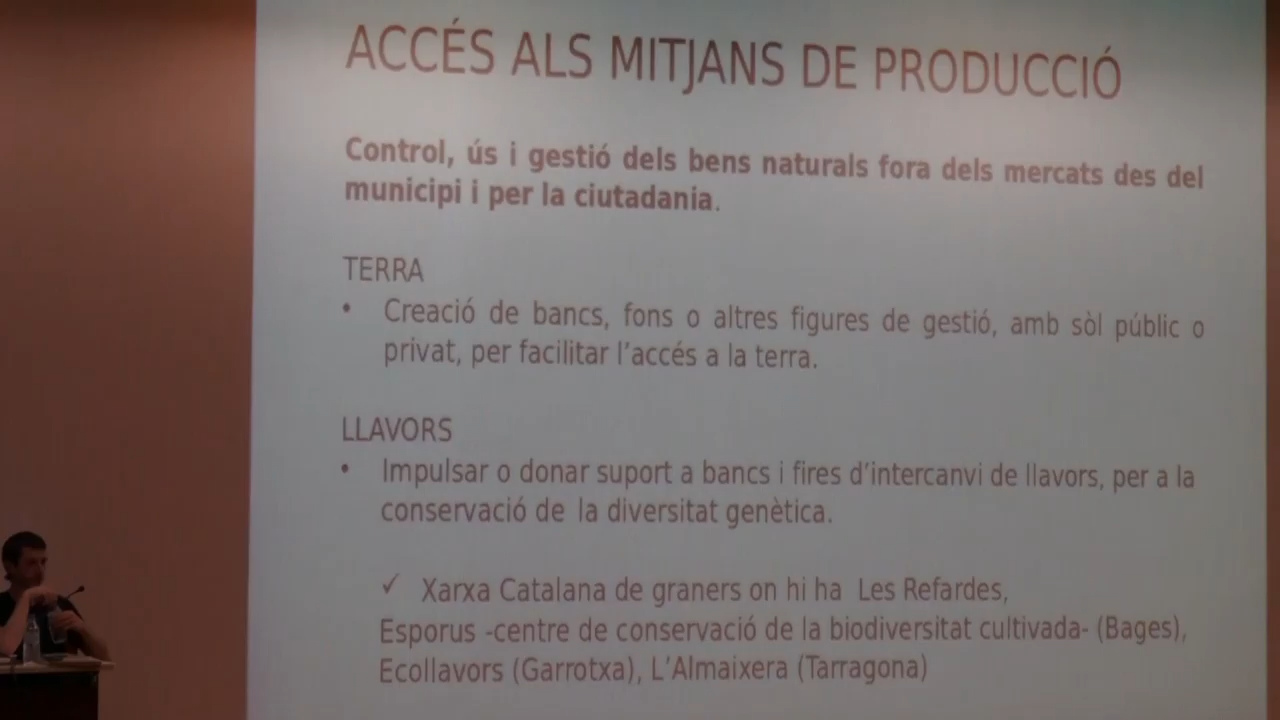 ACCÉS ALS MITJANS DE PRODUCCIÓ
Control, ús i gestió dels bens naturals fora dels mercats des del
municipi i per la ciutadania.
TERRA
• Creació de bancs, fons o altres figures de gestió, amb sòl públic o
privat, per facilitar l'accés a la terra.
LLAVORS
• Impulsar o donar suport a bancs i fires d'intercanvi de llavors, per a la
conservació de la diversitat genètica.
✓ Xarxa Catalana de graners on hi ha Les Refardes,
Esporus -centre de conservació de la biodiversitat cultivada- (Bages),
Ecollavors (Garrotxa), L'Almaixera (Tarragona)